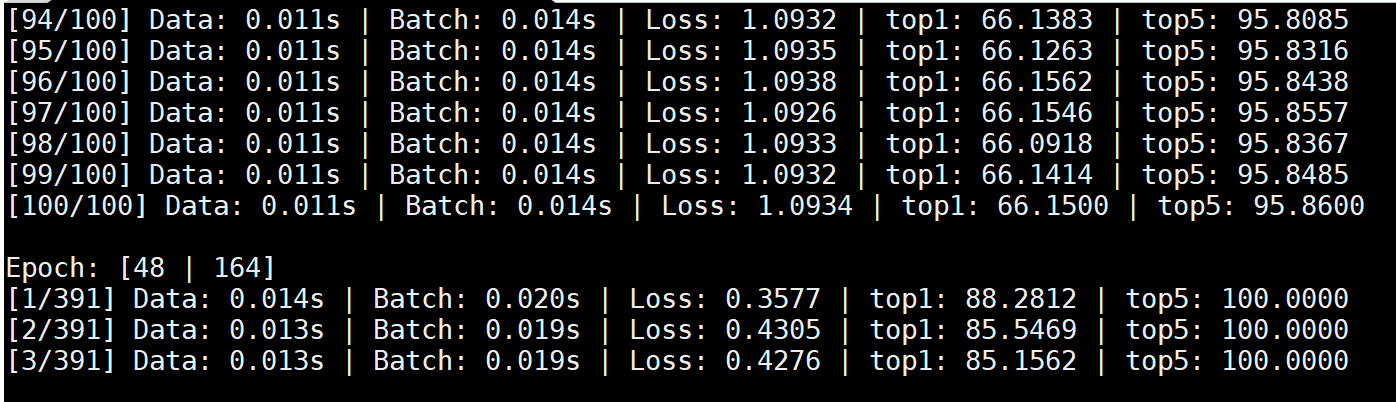 [94/100] Data: 0.011s | Batch: 0.014s | Loss: 1.0932 | top1: 66.1383 | top5: 95.8085
[95/100] Data: 0.011s | Batch: 0.014s | Loss: 1.0935 | top1: 66.1263 | top5: 95.8316
[96/100] Data: 0.011s | Batch: 0.014s | Loss: 1.0938 | top1: 66.1562 | top5: 95.8438
[97/100] Data: 0.011s | Batch: 0.014s | Loss: 1.0926 | top1: 66.1546 | top5: 95.8557
[98/100] Data: 0.011s | Batch: 0.014s | Loss: 1.0933 | top1: 66.0918 | top5: 95.8367
[99/100] Data: 0.011s | Batch: 0.014s | Loss: 1.0932 | top1: 66.1414 | top5: 95.8485
[100/100] Data: 0.011s | Batch: 0.014s | Loss: 1.0934 | top1: 66.1500 | top5: 95.8600
Epoch: [48 | 164]
[1/391] Data: 0.014s | Batch: 0.020s | Loss: 0.3577 | top1: 88.2812 | top5: 100.0000
[2/391] Data: 0.013s | Batch: 0.019s | Loss: 0.4305 | top1: 85.5469 | top5: 100.0000
[3/391] Data: 0.013s | Batch: 0.019s | Loss: 0.4276 | top1: 85.1562 | top5: 100.0000